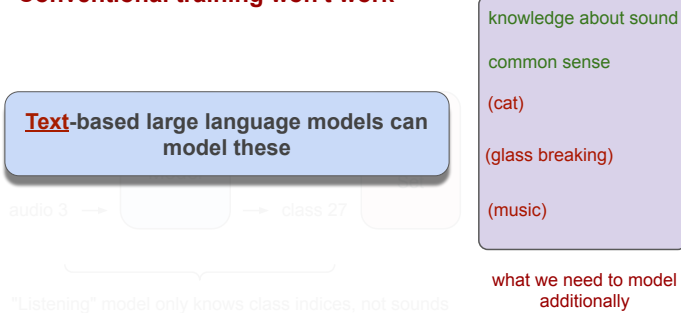 Conventional training won't work
knowledge about sound
common sense
(cat)
(glass breaking)
(music)
Text-based large language models can
model these
audio 3
class 27
"Listening" model only knows class indices, not sounds
what we need to model
additionally